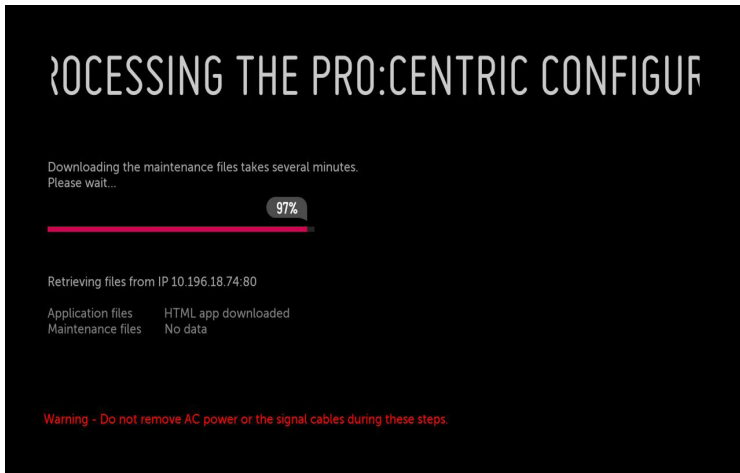 ROCESSING THE PRO:CENTRIC CONFIGUR
Downloading the maintenance files takes several minutes.
Please wait...
97%
Retrieving files from IP 10.196.18.74:80
Application files HTML app downloaded
Maintenance files No data
Warning - Do not remove AC power or the signal cables during these steps.